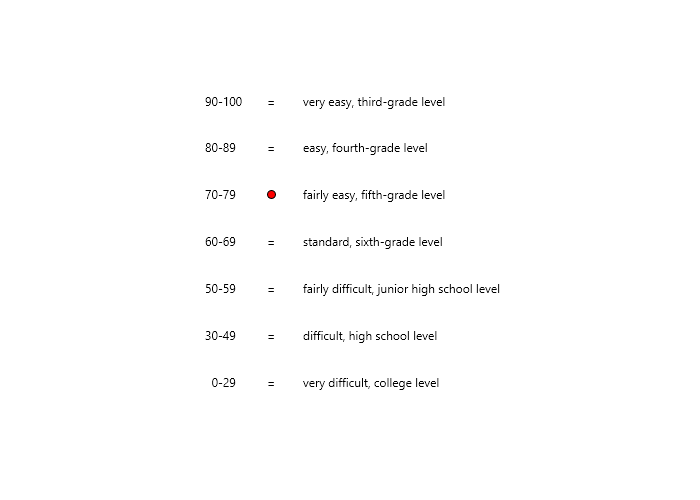 90-100 = very easy, third-grade level
80-89 = easy, fourth-grade level
70-79 fairly easy, fifth-grade level
60-69 = standard, sixth-grade level
50-59 = fairly difficult, junior high school level
30-49 = difficult, high school level
0-29 = very difficult, college level